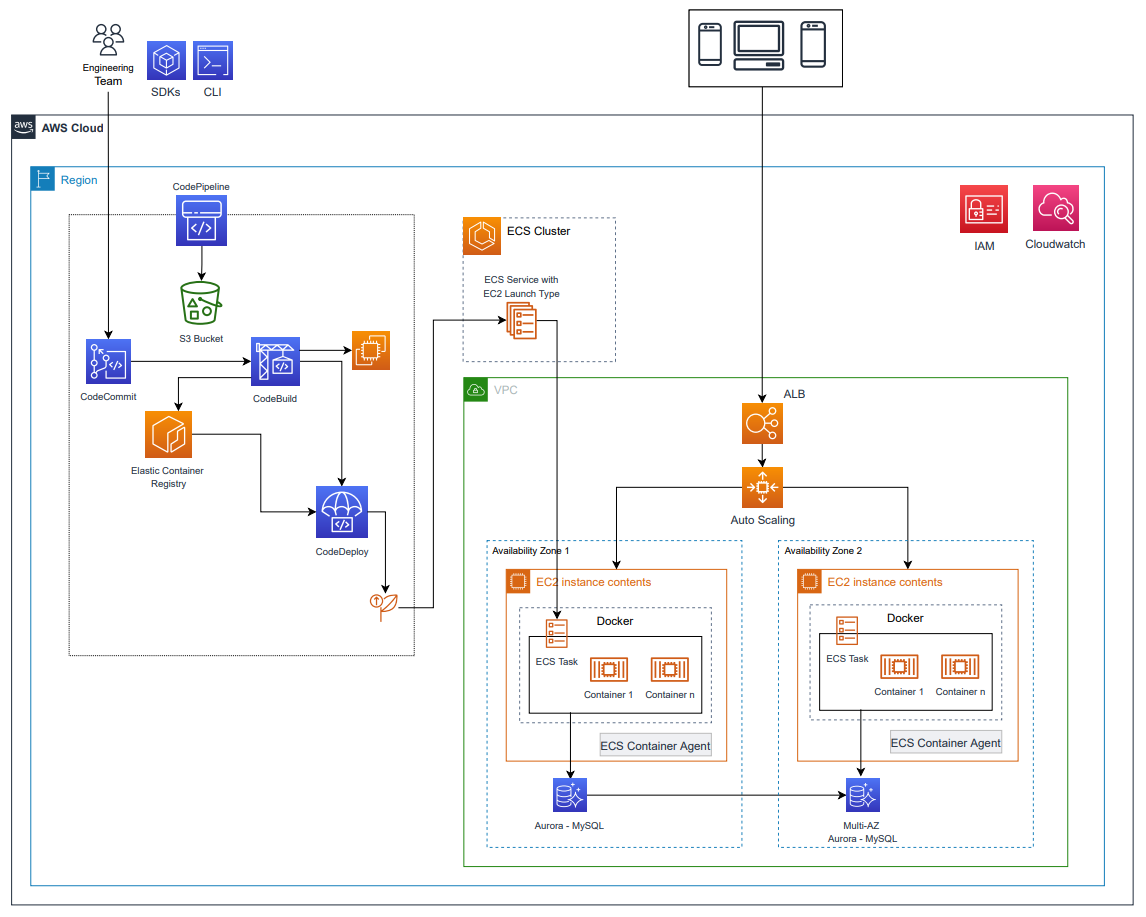 Engineering
Team
SDKs
CLI
aws
AWS Cloud
Region
CodePipeline
S3 Bucket
CodeCommit
CodeBuild
Elastic Container
Registry
CodeDeploy
ECS Cluster
ECS Service with
EC2 Launch Type
IAM
Cloudwatch
VPC
ALB
Auto Scaling
Availability Zone 1
EC2 instance contents
Docker
ECS Task
Container 1
Container n
ECS Container Agent
Aurora - MySQL
Availability Zone 2
EC2 instance contents
Docker
ECS Task
Container 1
Container n
ECS Container Agent
Multi-AZ
Aurora - MySQL